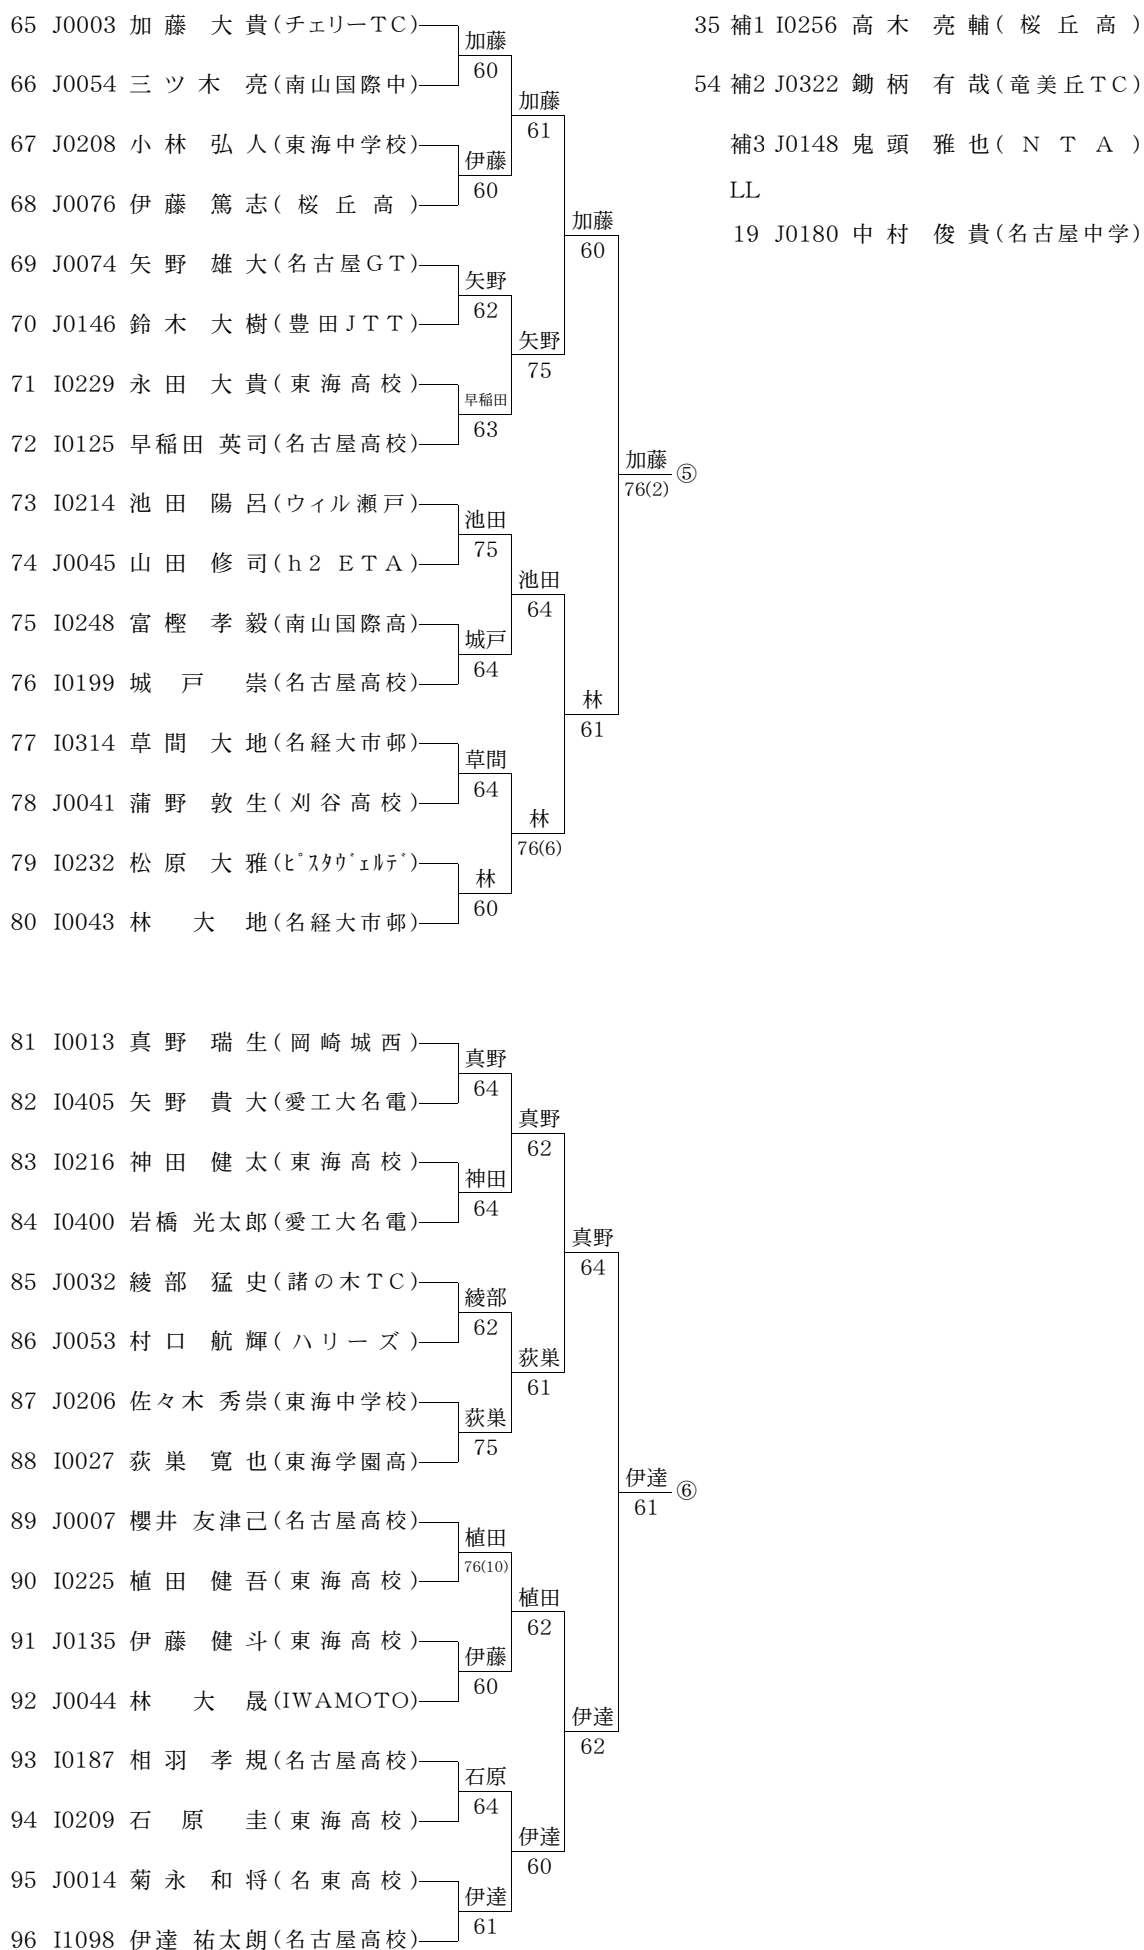 65 J0003 加藤 大貴(チェリーTC)
加藤
60
66 J0054 三ツ木 亮(南山国際中)
加藤
61
67 J0208 小林 弘人(東海中学校)
伊藤
60
68 J0076 伊藤 篤志(桜丘高)
加藤
60
69 J0074 矢野 雄大(名古屋GT)
矢野
62
70 J0146 鈴木 大樹(豊田JTT)
矢野
75
71 I0229 永田 大貴(東海高校)
早稲田
63
72 I0125 早稲田 英司(名古屋高校)
加藤
76(2)
⑤
73 I0214 池田 陽呂(ウィル瀬戸)
池田
75
74 J0045 山田 修司(h2 ETA)
池田
64
75 I0248 富樫 孝毅(南山国際高)
城戸
64
76 I0199 城戸 崇(名古屋高校)
林
61
77 I0314 草間 大地(名経大市邨)
草間
64
78 J0041 蒲野 敦生(刈谷高校)
林
76(6)
79 I0232 松原 大雅(ﾋﾟｽﾀｳﾞｪﾙﾃﾞ)
林
60
80 I0043 林 大地(名経大市邨)
81 I0013 真野 瑞生(岡崎城西)
真野
64
82 I0405 矢野 貴大(愛工大名電)
真野
62
83 I0216 神田 健太(東海高校)
神田
64
84 I0400 岩橋 光太郎(愛工大名電)
真野
64
85 J0032 綾部 猛史(諸の木TC)
綾部
62
86 J0053 村口 航輝(ハリーズ)
荻巣
61
87 J0206 佐々木 秀崇(東海中学校)
荻巣
75
88 I0027 荻巣 寛也(東海学園高)
伊達
61
⑥
89 J0007 櫻井 友津己(名古屋高校)
植田
76(10)
90 I0225 植田 健吾(東海高校)
植田
62
91 J0135 伊藤 健斗(東海高校)
伊藤
60
92 J0044 林 大晟(IWAMOTO)
伊達
62
93 I0187 相羽 孝規(名古屋高校)
石原
64
94 I0209 石原 圭(東海高校)
伊達
60
95 J0014 菊永 和将(名東高校)
伊達
61
96 I1098 伊達 祐太朗(名古屋高校)
35 補1 I0256 高木 亮輔(桜丘高)
54 補2 J0322 鋤柄 有哉(竜美丘TC)
補3 J0148 鬼頭 雅也(NTA)
LL
19 J0180 中村 俊貴(名古屋中学)